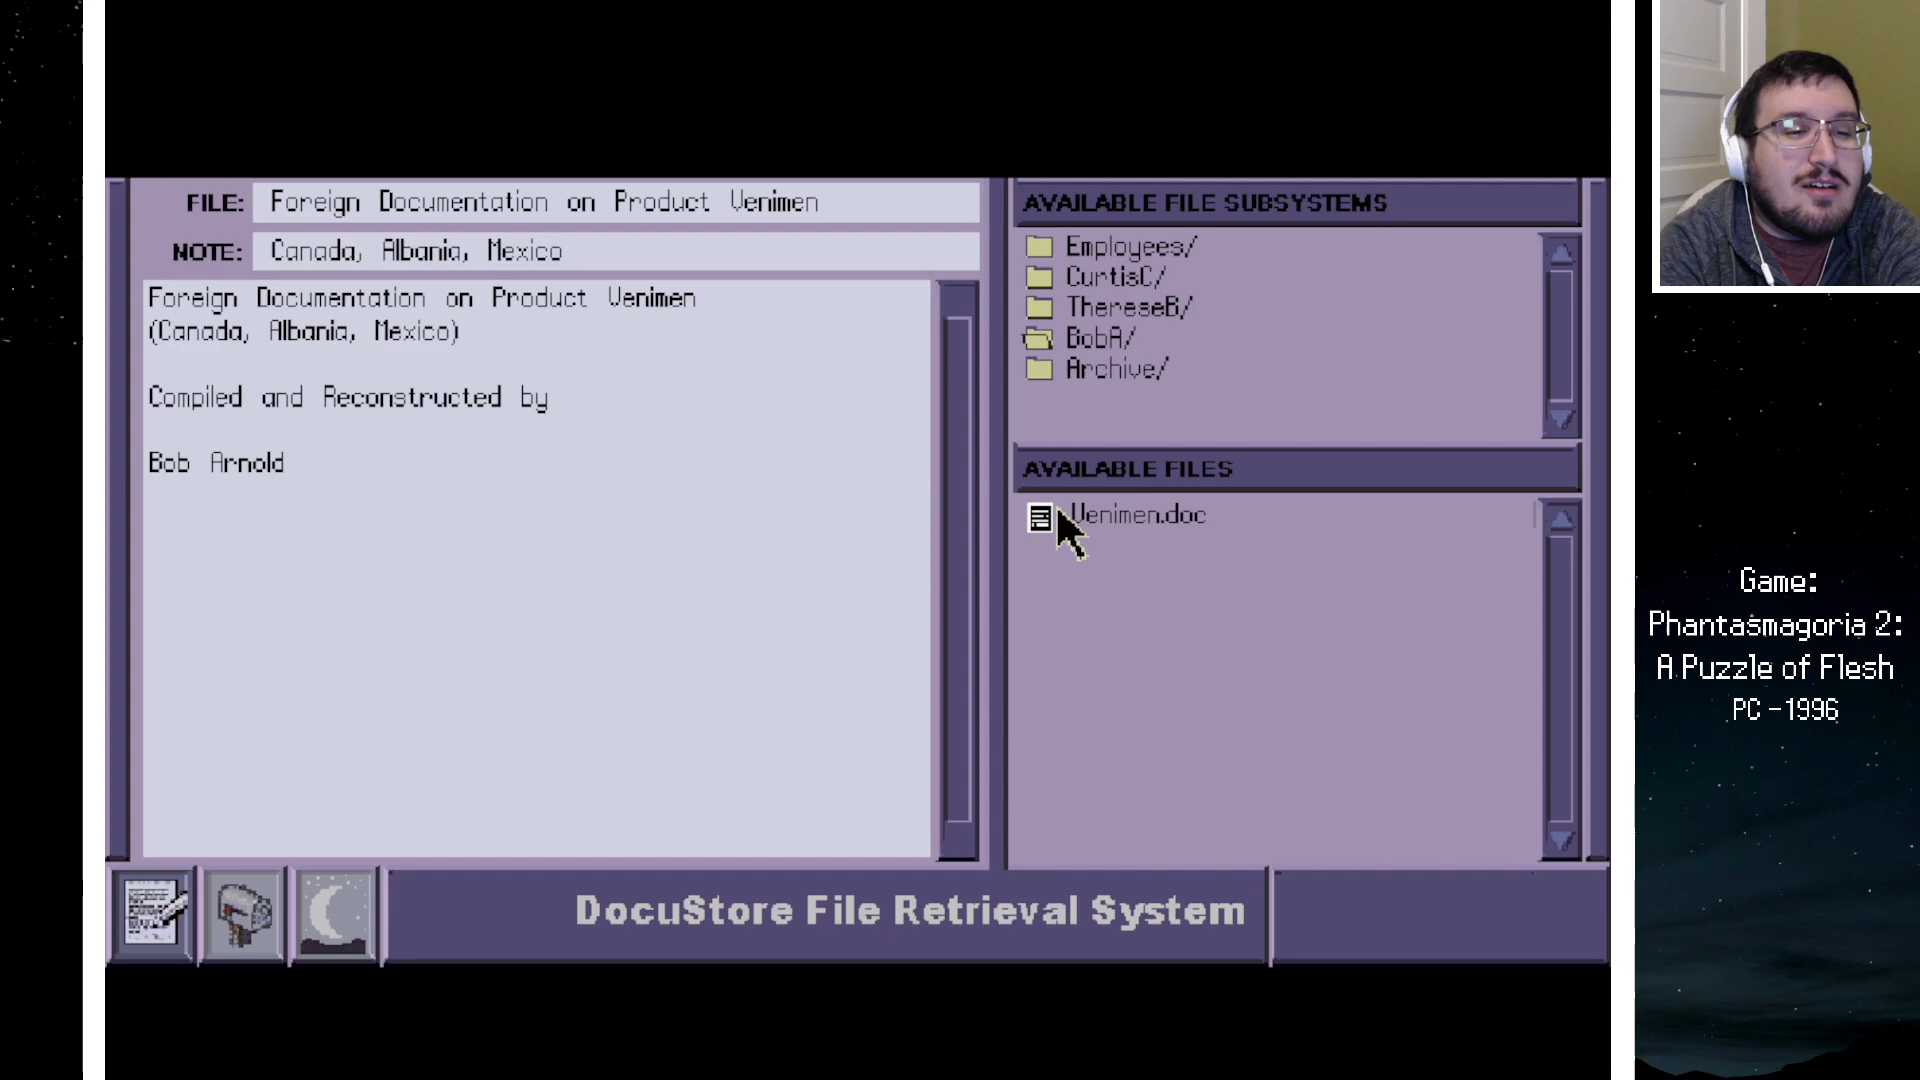 FILE: Foreign Documentation on Product Venimen
NOTE: Canada, Albania, Mexico
Foreign Documentation on Product Venimen
(Canada, Albania, Mexico)
Compiled and Reconstructed by
Bob Arnold
AVAILABLE FILE SUBSYSTEMS
Employees/
CurtisC/
ThereseB/
BobA/
Archive/
AVAILABLE FILES
Venimen.doc
DocuStore File Retrieval System
Game:
Phantasmagoria 2:
A Puzzle of Flesh
PC -1996